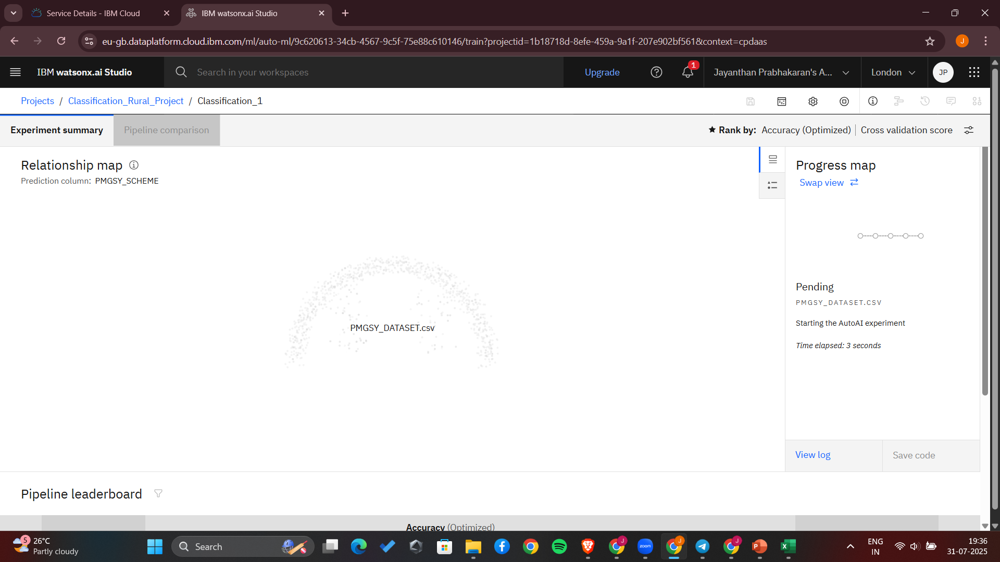 Service Details - IBM Cloud
IBM watsonx.ai Studio
eu-gb.dataplatform.cloud.ibm.com/ml/auto-ml/9c620613-34cb-4567-9c5f-75e88c610146/train?projectid=1b18718d-8efe-459a-9a1f-207e902bf561&context=cpdaas
J
IBM watsonx.ai Studio
Search in your workspaces
Upgrade
1
Jayanthan Prabhakaran's A...
London
JP
Projects / Classification_Rural_Project / Classification_1
Experiment summary
Pipeline comparison
Rank by: Accuracy (Optimized) | Cross validation score
Relationship map
Prediction column: PMGSY_SCHEME
PMGSY_DATASET.csv
Progress map
Swap view
Pending
PMGSY_DATASET.CSV
Starting the AutoAI experiment
Time elapsed: 3 seconds
View log
Save code
Pipeline leaderboard
Accuracy (Optimized)
5
26°C
Partly cloudy
Search
zoom
J
J
J
P
X
ENG
IN
19:36
31-07-2025